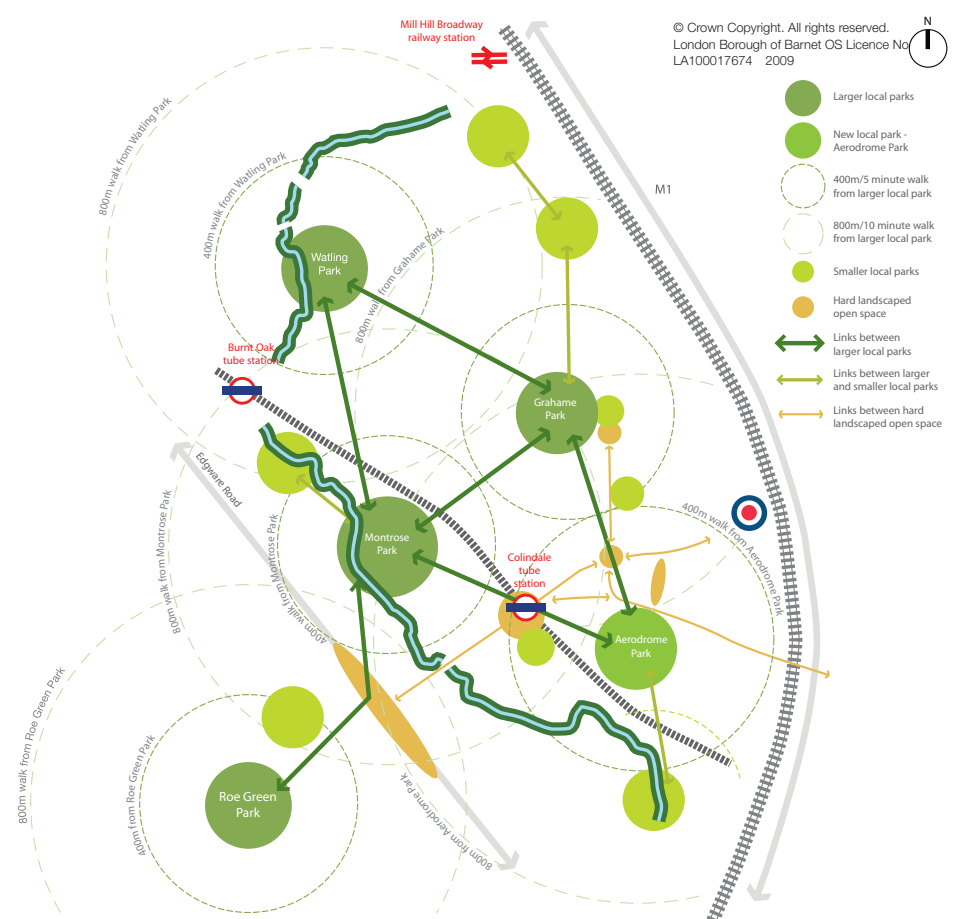 Mill Hill Broadway
railway station
© Crown Copyright. All rights reserved.
London Borough of Barnet OS Licence No
LA100017674 2009
N
Larger local parks
New local park -
Aerodrome Park
400m/5 minute walk
from larger local park
800m/10 minute walk
from larger local park
Smaller local parks
Hard landscaped
open space
Links between
larger local parks
Links between larger
and smaller local parks
Links between hard
landscaped open space
M1
800m walk from Watling Park
400m walk from Watling Park
800m walk from Grahame Park
Watling
Park
Burnt Oak
tube station
Grahame
Park
Edgware Road
800m walk from Montrose Park
400m walk from Montrose Park
400m walk from Montrose Park
Montrose
Park
400m walk from Aerodrome Park
Colindale
tube
station
Aerodrome
Park
800m walk from Roe Green Park
400m from Roe Green Park
Roe Green
Park
800m from Aerodrome Park